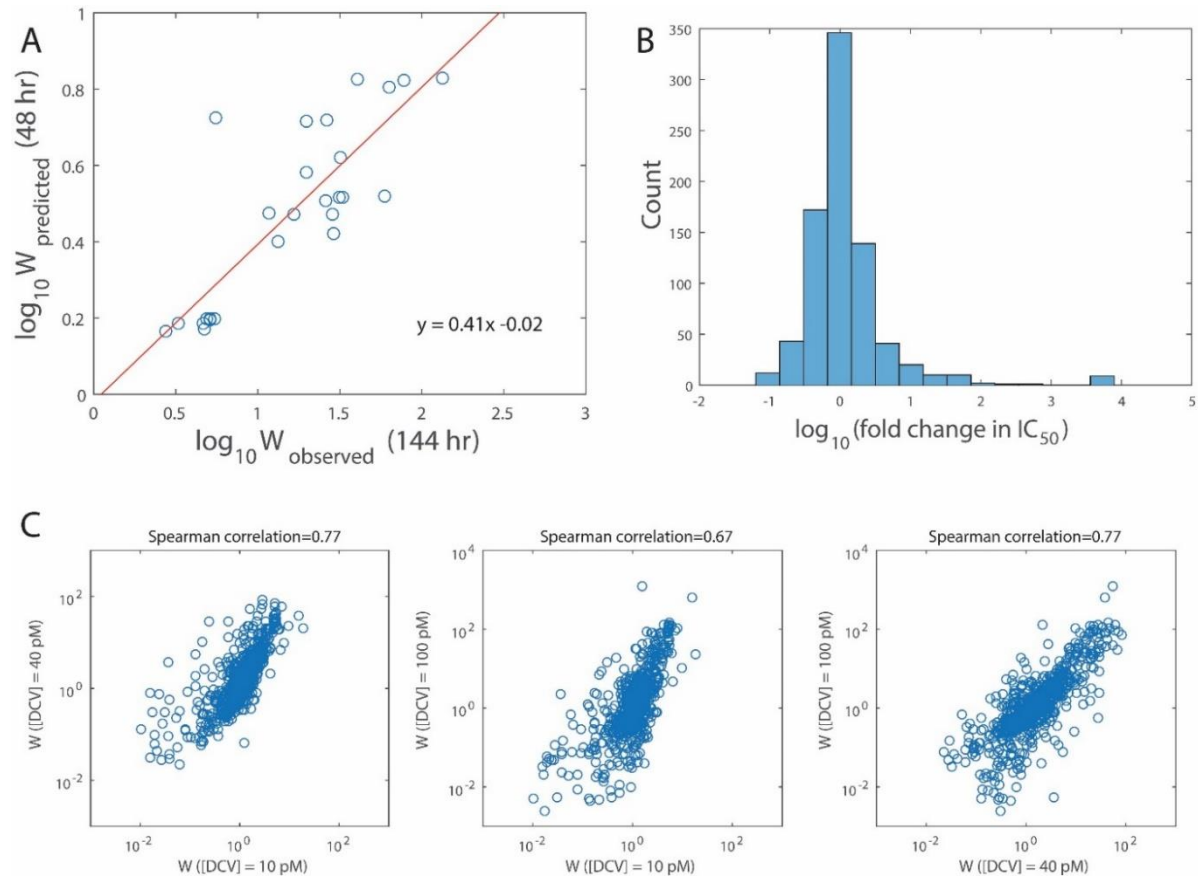 A
log10W predicted (48 hr)
1
0.8
0.6
0.4
0.2
0
y = 0.41x -0.02
0 0.5 1 1.5 2 2.5 3
log10W observed (144 hr)
B
Count
350
300
250
200
150
100
50
0
-2 -1 0 1 2 3 4 5
log10(fold change in IC50)
C
Spearman correlation=0.77
W ([DCV] = 40 pM)
10^2
10^0
10^-2
10^-2 10^0 10^2
W ([DCV] = 10 pM)
Spearman correlation=0.67
W ([DCV] = 100 pM)
10^4
10^2
10^0
10^-2
10^-2 10^0 10^2
W ([DCV] = 10 pM)
Spearman correlation=0.77
W ([DCV] = 100 pM)
10^4
10^2
10^0
10^-2
10^-2 10^0 10^2
W ([DCV] = 40 pM)